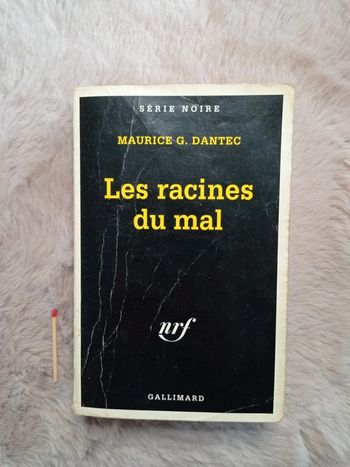 SÉRIE NOIRE
MAURICE G. DANTEC
Les racines
du mal
nrf
GALLIMARD